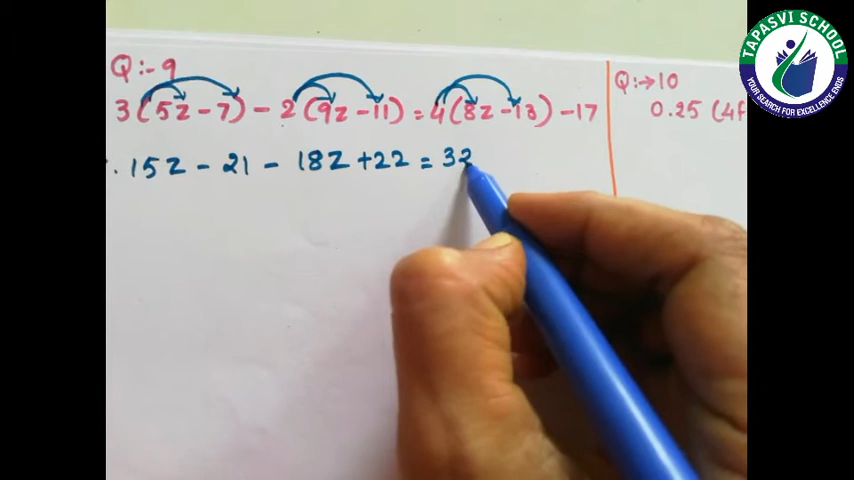 Q:- 9
3(5z-7)-2(9z-11)=4(8z-13)-17
15z-21-18z+22=32
Q:→10
0.25 (4f
TAPASVI SCHOOL
YOUR SEARCH FOR EXCELLENCE ENDS